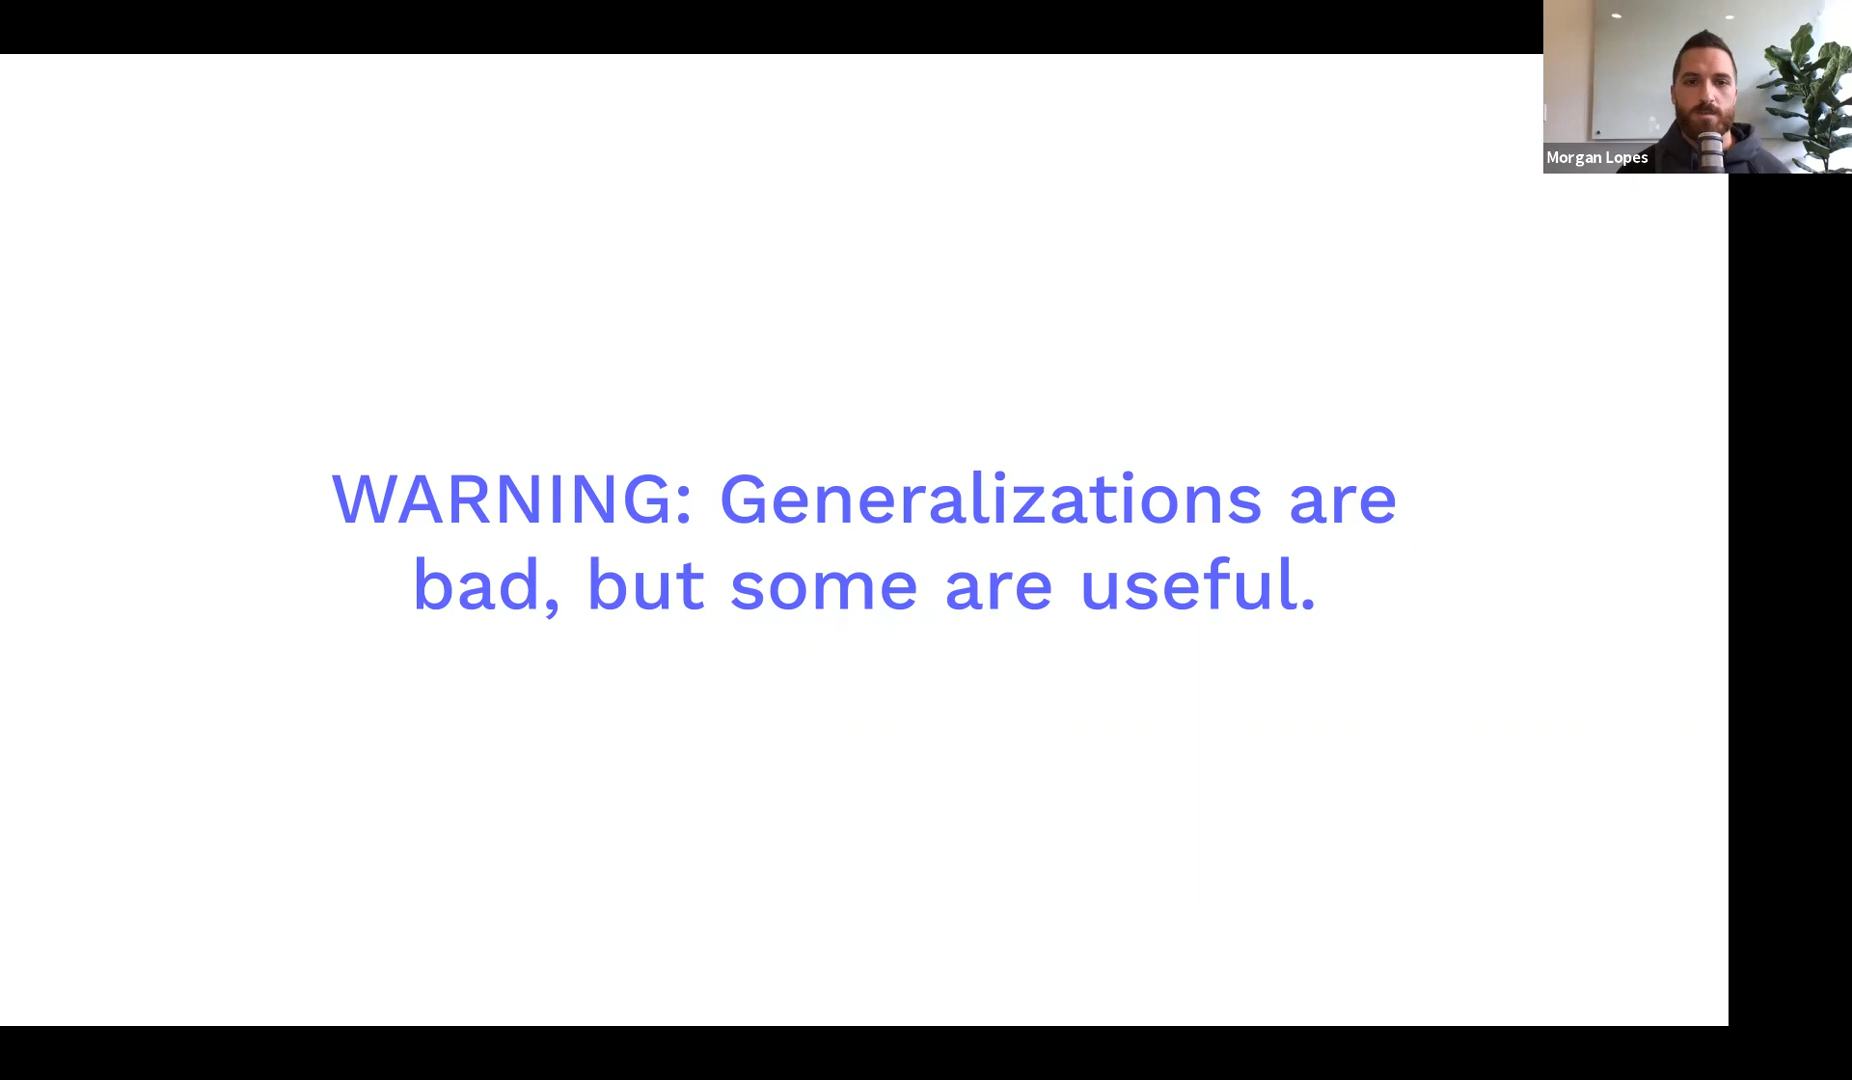 Morgan Lopes
WARNING: Generalizations are
bad, but some are useful.